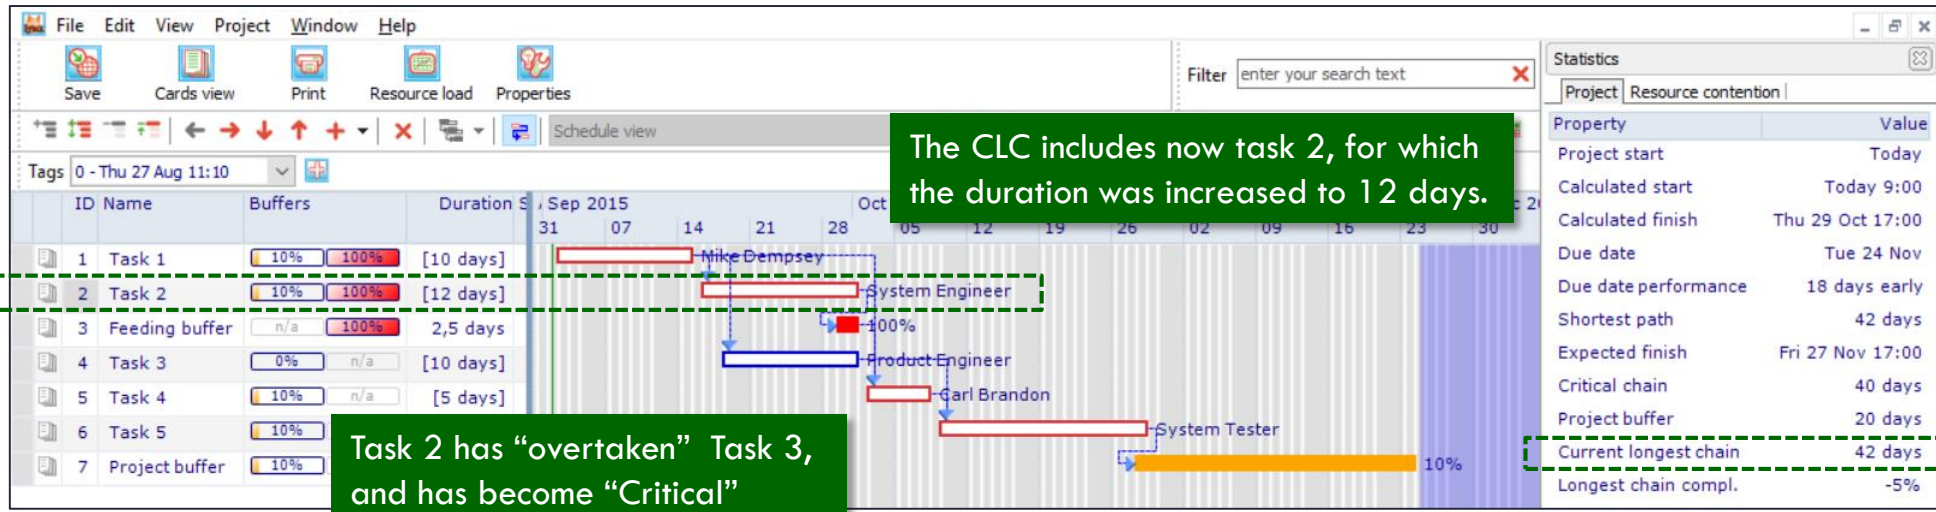 File Edit View Project Window Help
Save Cards view Print Resource load Properties
Filter enter your search text
Schedule view
Tags 0 - Thu 27 Aug 11:10
The CLC includes now task 2, for which
the duration was increased to 12 days.
ID Name Buffers Duration S
Sep 2015 Oct
31 07 14 21 28 05 12 19 26 02 09 16 23 30
1 Task 1 10% 100% [10 days] Mike Dempsey
2 Task 2 10% 100% [12 days] System Engineer
3 Feeding buffer n/a 100% 2,5 days 100%
4 Task 3 0% n/a [10 days] Product Engineer
5 Task 4 10% n/a [5 days] Carl Brandon
6 Task 5 10% System Tester
7 Project buffer 10% 10%
Task 2 has “overtaken” Task 3,
and has become “Critical”
Statistics
Project Resource contention
Property Value
Project start Today
Calculated start Today 9:00
Calculated finish Thu 29 Oct 17:00
Due date Tue 24 Nov
Due date performance 18 days early
Shortest path 42 days
Expected finish Fri 27 Nov 17:00
Critical chain 40 days
Project buffer 20 days
Current longest chain 42 days
Longest chain compl. -5%